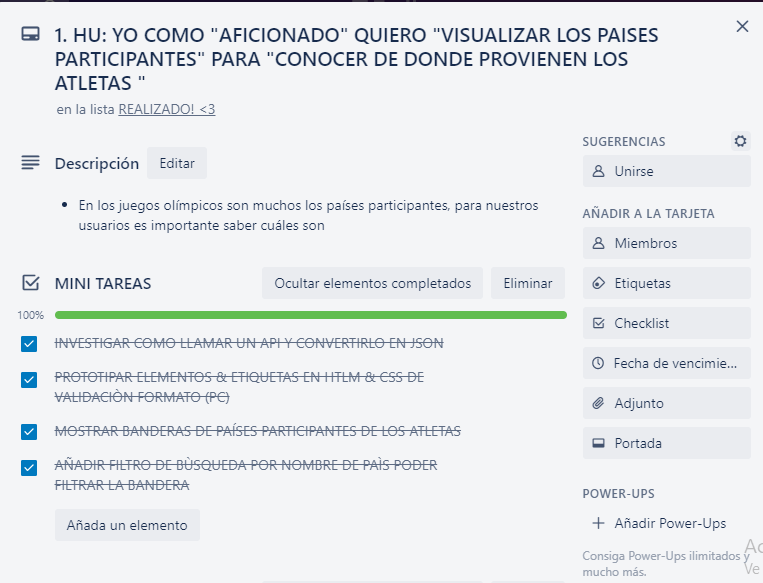 1. HU: YO COMO "AFICIONADO" QUIERO "VISUALIZAR LOS PAISES
PARTICIPANTES" PARA "CONOCER DE DONDE PROVIENEN LOS
ATLETAS "
en la lista REALIZADO! <3
SUGERENCIAS
Unirse
AÑADIR A LA TARJETA
Miembros
Etiquetas
Checklist
Fecha de vencimie...
Adjunto
Portada
POWER-UPS
Añadir Power-Ups
Consiga Power-Ups ilimitados y
mucho más.
Descripción
Editar
En los juegos olímpicos son muchos los países participantes, para nuestros
usuarios es importante saber cuáles son
MINI TAREAS
Ocultar elementos completados
Eliminar
100%
INVESTIGAR COMO LLAMAR UN API Y CONVERTIRLO EN JSON
PROTOTIPAR ELEMENTOS & ETIQUETAS EN HTLM & CSS DE
VALIDACIÒN FORMATO (PC)
MOSTRAR BANDERAS DE PAÍSES PARTICIPANTES DE LOS ATLETAS
AÑADIR FILTRO DE BÙSQUEDA POR NOMBRE DE PAÌS PODER
FILTRAR LA BANDERA
Añada un elemento